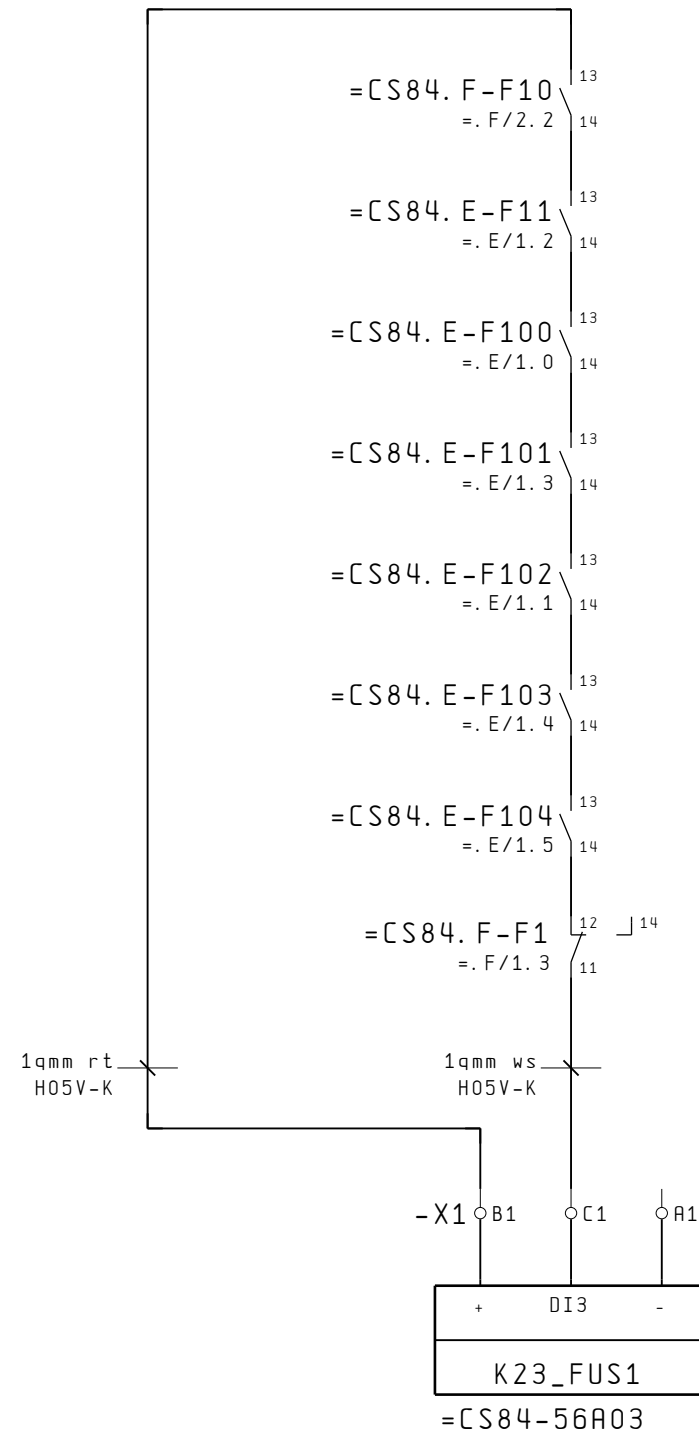 13
=CS84. F-F10
=. F/2. 2 14
13
=CS84. E-F11
=. E/1. 2 14
13
=CS84. E-F100
=. E/1. 0 14
13
=CS84. E-F101
=. E/1. 3 14
13
=CS84. E-F102
=. E/1. 1 14
13
=CS84. E-F103
=. E/1. 4 14
13
=CS84. E-F104
=. E/1. 5 14
12 14
=CS84. F-F1
=. F/1. 3 11
1qmm rt 1qmm ws
H05V-K H05V-K
-X1 B1 C1 A1
+ DI3 -
K23_FUS1
=CS84-56A03